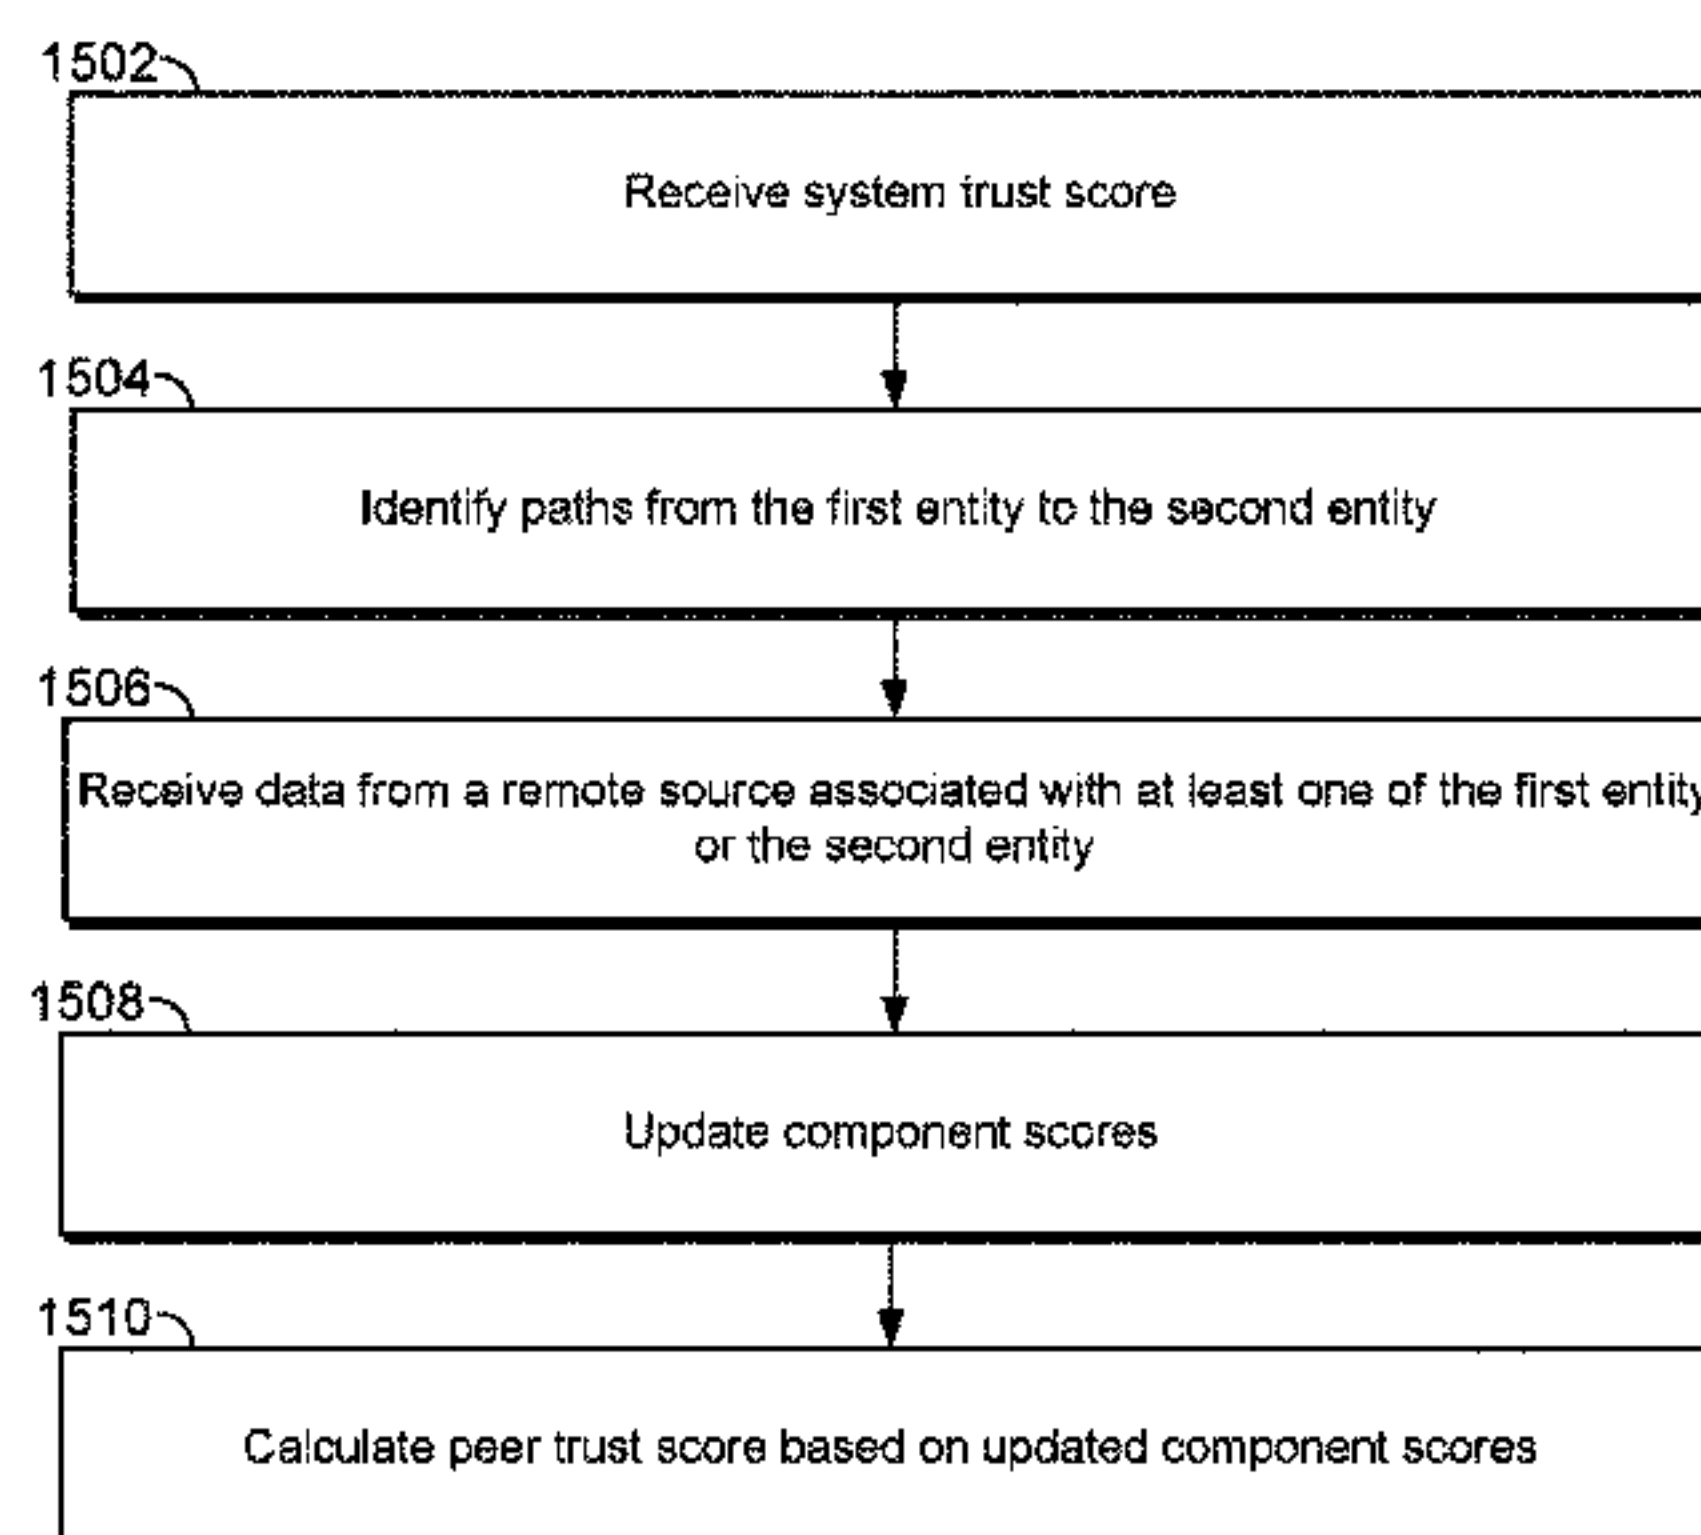 1502
Receive system trust score
1504
Identify paths from the first entity to the second entity
1506
Receive data from a remote source associated with at least one of the first entity
or the second entity
1508
Update component scores
1510
Calculate peer trust score based on updated component scores